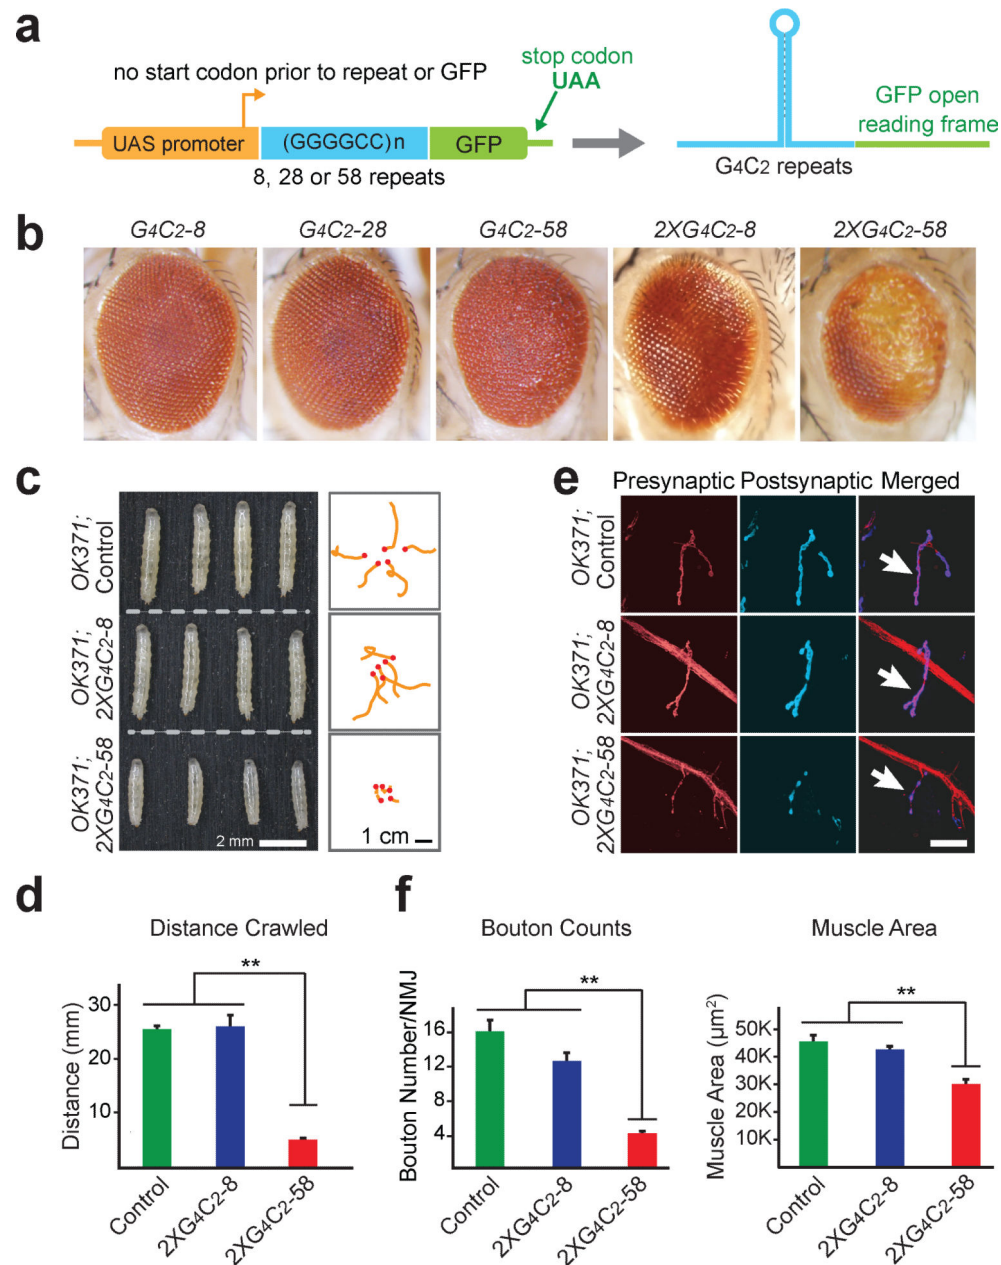 a
no start codon prior to repeat or GFP
stop codon
UAA
UAS promoter
(GGGGCC)n
GFP
8, 28 or 58 repeats
GFP open
reading frame
G4C2 repeats
b
G4C2-8
G4C2-28
G4C2-58
2XG4C2-8
2XG4C2-58
c
OK371;
Control
OK371;
2XG4C2-8
OK371;
2XG4C2-58
2 mm
1 cm
e
Presynaptic Postsynaptic Merged
OK371;
Control
OK371;
2XG4C2-8
OK371;
2XG4C2-58
d
Distance Crawled
**
Distance (mm)
30
20
10
Control
2XG4C2-8
2XG4C2-58
f
Bouton Counts
**
Bouton Number/NMJ
16
12
8
4
Control
2XG4C2-8
2XG4C2-58
Muscle Area
**
Muscle Area (µm²)
50K
40K
30K
20K
10K
Control
2XG4C2-8
2XG4C2-58